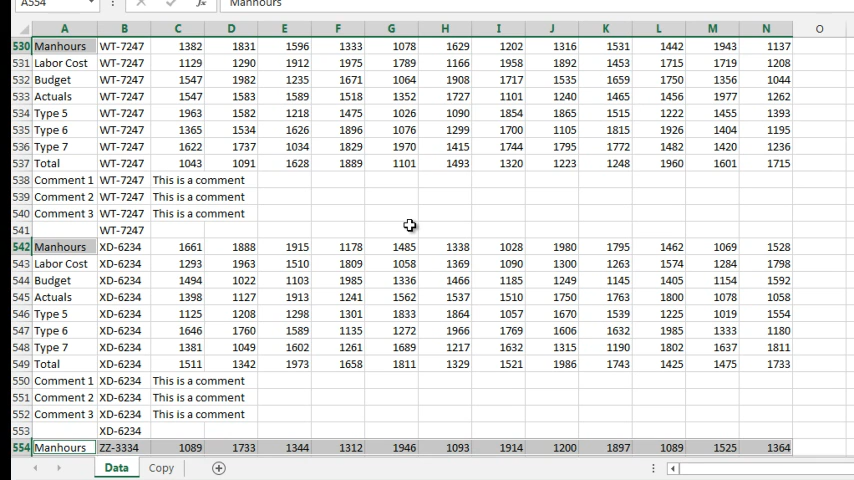 A554 fx Manhours
A B C D E F G H I J K L M N O
530 Manhours WT-7247 1382 1831 1596 1333 1078 1629 1202 1316 1531 1442 1943 1137
531 Labor Cost WT-7247 1129 1290 1912 1975 1789 1166 1958 1892 1453 1715 1719 1208
532 Budget WT-7247 1547 1982 1235 1671 1064 1908 1717 1535 1659 1750 1356 1044
533 Actuals WT-7247 1547 1583 1589 1518 1352 1727 1101 1240 1465 1456 1977 1262
534 Type 5 WT-7247 1963 1582 1218 1475 1026 1090 1854 1865 1515 1222 1455 1393
535 Type 6 WT-7247 1365 1534 1626 1896 1076 1299 1700 1105 1815 1926 1404 1195
536 Type 7 WT-7247 1622 1737 1034 1829 1970 1415 1744 1795 1772 1482 1420 1236
537 Total WT-7247 1043 1091 1628 1889 1101 1493 1320 1223 1248 1960 1601 1715
538 Comment 1 WT-7247 This is a comment
539 Comment 2 WT-7247 This is a comment
540 Comment 3 WT-7247 This is a comment
541 WT-7247
542 Manhours XD-6234 1661 1888 1915 1178 1485 1338 1028 1980 1795 1462 1069 1528
543 Labor Cost XD-6234 1293 1963 1510 1809 1058 1369 1090 1300 1263 1574 1284 1798
544 Budget XD-6234 1494 1022 1103 1985 1336 1466 1185 1249 1145 1405 1154 1592
545 Actuals XD-6234 1398 1127 1913 1241 1562 1537 1510 1750 1763 1800 1078 1058
546 Type 5 XD-6234 1125 1208 1298 1301 1833 1864 1057 1670 1539 1225 1019 1554
547 Type 6 XD-6234 1646 1760 1589 1135 1272 1966 1769 1606 1632 1985 1333 1180
548 Type 7 XD-6234 1381 1049 1602 1261 1689 1217 1632 1315 1190 1802 1637 1811
549 Total XD-6234 1511 1342 1973 1658 1811 1329 1521 1986 1743 1425 1475 1733
550 Comment 1 XD-6234 This is a comment
551 Comment 2 XD-6234 This is a comment
552 Comment 3 XD-6234 This is a comment
553 XD-6234
554 Manhours ZZ-3334 1089 1733 1344 1312 1946 1093 1914 1200 1897 1089 1525 1364
Data Copy